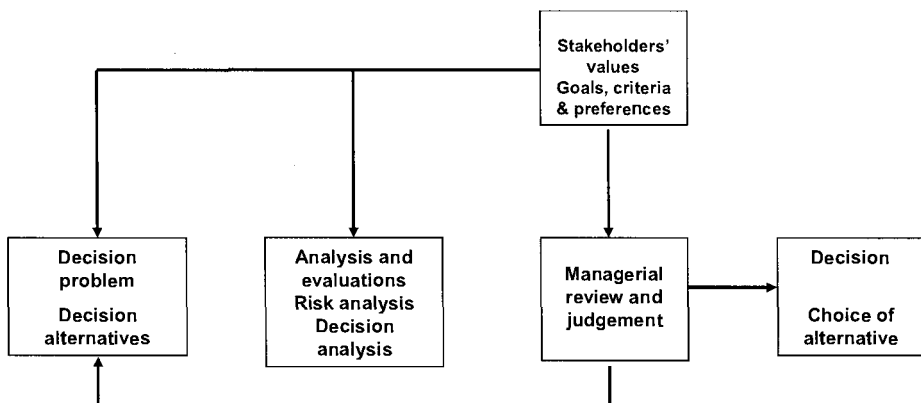 Stakeholders'
values
Goals, criteria
& preferences
Decision
problem
Decision
alternatives
Analysis and
evaluations
Risk analysis
Decision
analysis
Managerial
review and
judgement
Decision
Choice of
alternative